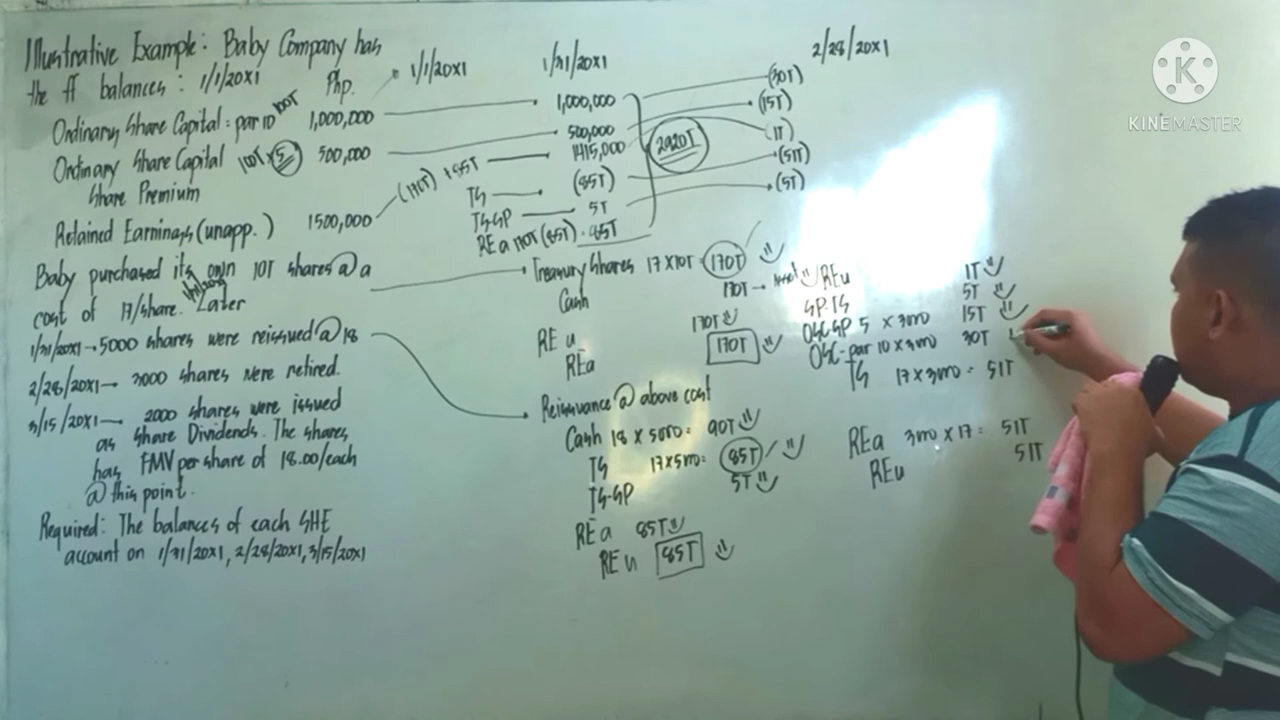 Illustrative Example: Baby Company has
the ff balances: 1/1/20x1 Php.
Ordinary Share Capital: par 10 100T 1,000,000
Ordinary Share Capital 100T x 5 500,000
Share Premium
Retained Earnings (unapp.) 1500,000
Baby purchased its own 10T shares @ a
cost of 17/share. Later
1/31/20x1 → 5000 shares were reissued @ 18
2/28/20x1 → 3000 shares were retired.
3/15/20x1 → 2000 shares were issued
as share Dividends. The shares
has FMV per share of 18.00/each
@ this point.
Required: The balances of each SHE
account on 1/31/20x1, 2/28/20x1, 3/15/20x1
1/1/20x1
1/31/20x1
1,000,000
500,000
(170T) + 85T 1415,000
TS (85T)
TS-SP 5T
REa 170T (85T) 85T
2920T
Treasury Shares 17 x 10T = 170T
Cash 170T
RE u 170T
REa 170T
Reissuance @ above cost
Cash 18 x 5000 = 90T
TS 17 x 5000 = 85T
TS-SP 5T
REa 85T
REu 85T
2/28/20x1
(30T)
(15T)
(1T)
(51T)
(5T)
REu 1T
SP-TS 5T
OSC-SP 5 x 3000 15T
OSC-par 10 x 3000 30T
TS 17 x 3000 = 51T
REa 3000 x 17 = 51T
REu 51T
KINEMASTER